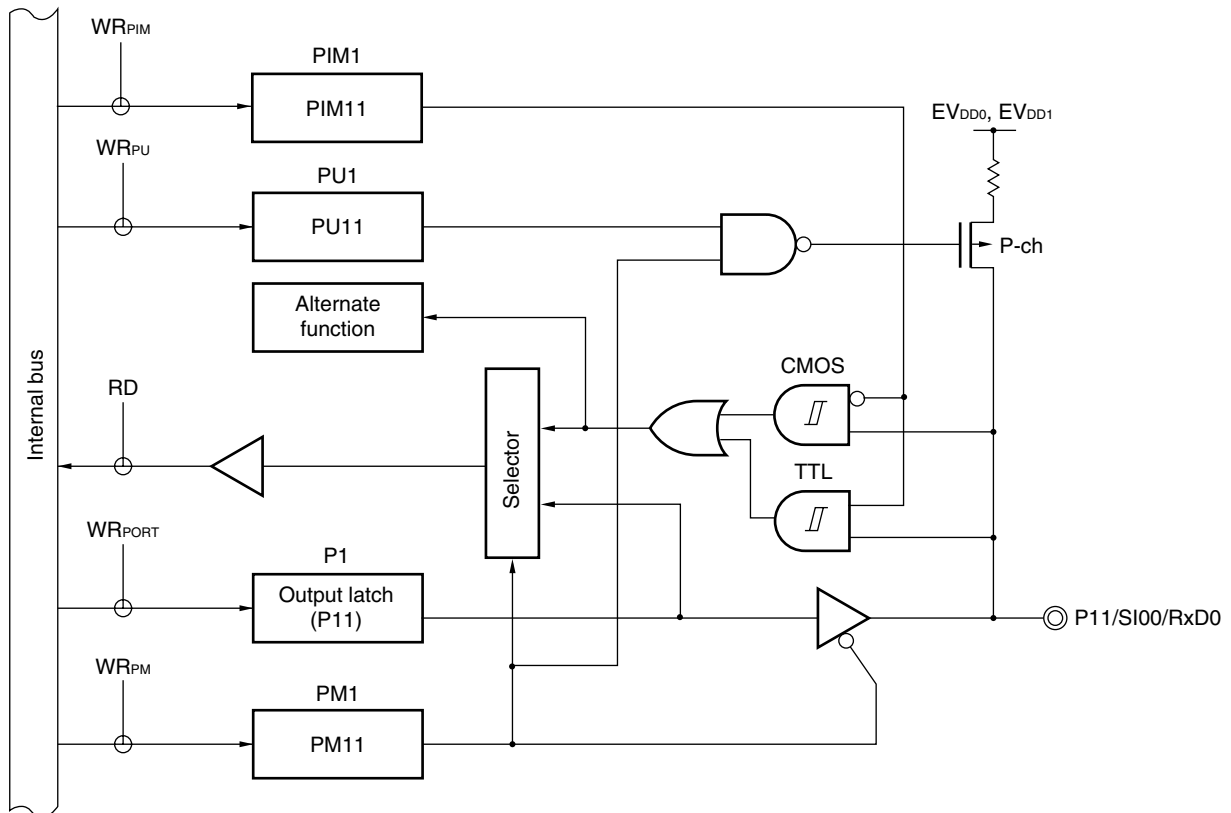 WRPIM
PIM1
PIM11
EVDD0, EVDD1
WRPU
PU1
PU11
P-ch
Alternate
function
CMOS
RD
Internal bus
Selector
TTL
WRPORT
P1
Output latch
(P11)
P11/SI00/RxD0
WRPM
PM1
PM11